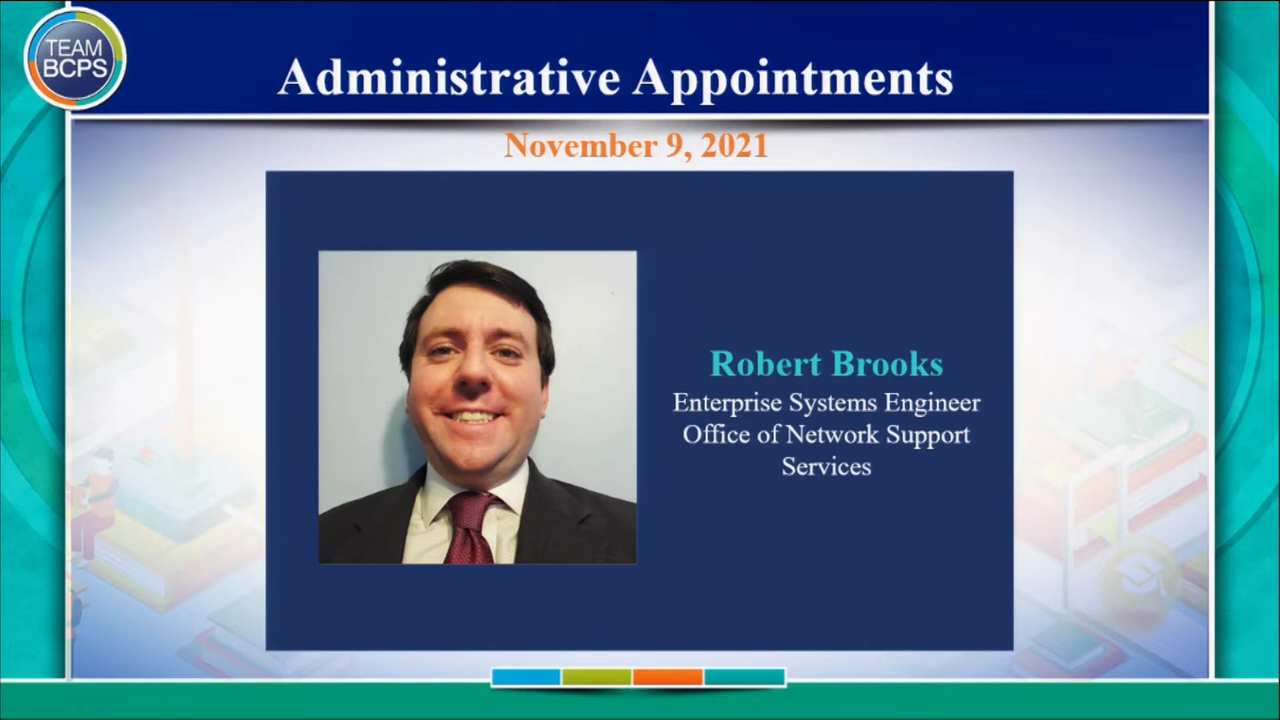 TEAM
BCPS
Administrative Appointments
November 9, 2021
Robert Brooks
Enterprise Systems Engineer
Office of Network Support
Services